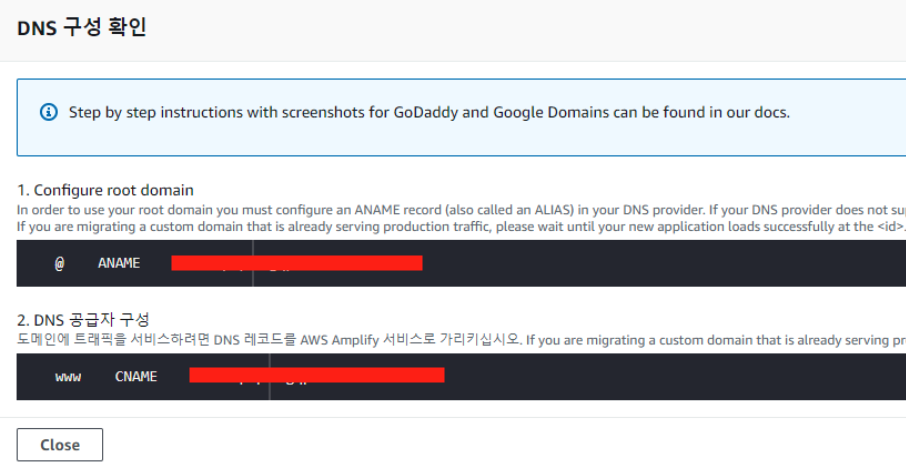 DNS 구성 확인
Step by step instructions with screenshots for GoDaddy and Google Domains can be found in our docs.
1. Configure root domain
In order to use your root domain you must configure an ANAME record (also called an ALIAS) in your DNS provider. If your DNS provider does not
If you are migrating a custom domain that is already serving production traffic, please wait until your new application loads successfully at the <id>.
@ ANAME
2. DNS 공급자 구성
도메인에 트래픽을 서비스하려면 DNS 레코드를 AWS Amplify 서비스로 가리키십시오. If you are migrating a custom domain that is already serving
www CNAME
Close